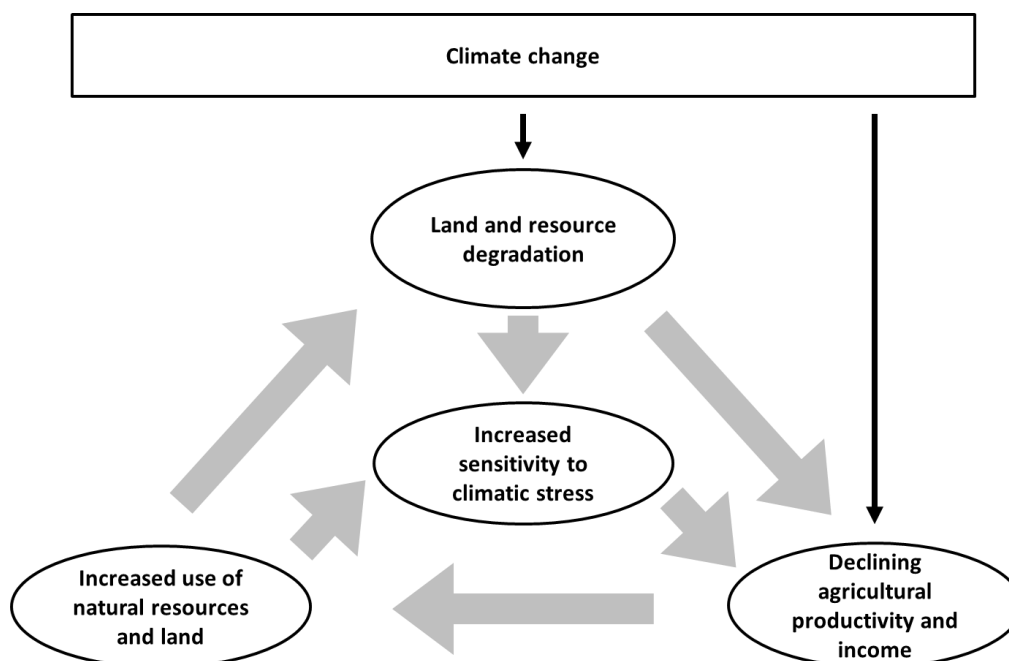 Climate change
Land and resource
degradation
Increased
sensitivity to
climatic stress
Increased use of
natural resources
and land
Declining
agricultural
productivity and
income